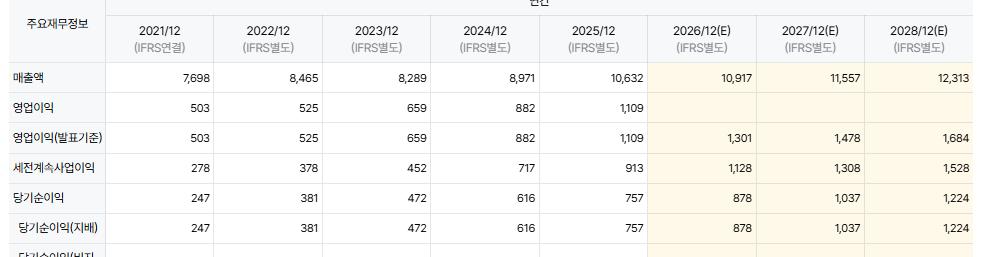 연간
주요재무정보
2021/12 2022/12 2023/12 2024/12 2025/12 2026/12(E) 2027/12(E) 2028/12(E)
(IFRS연결) (IFRS별도) (IFRS별도) (IFRS별도) (IFRS별도) (IFRS별도) (IFRS별도) (IFRS별도)
매출액 7,698 8,465 8,289 8,971 10,632 10,917 11,557 12,313
영업이익 503 525 659 882 1,109
영업이익(발표기준) 503 525 659 882 1,109 1,301 1,478 1,684
세전계속사업이익 278 378 452 717 913 1,128 1,308 1,528
당기순이익 247 381 472 616 757 878 1,037 1,224
당기순이익(지배) 247 381 472 616 757 878 1,037 1,224